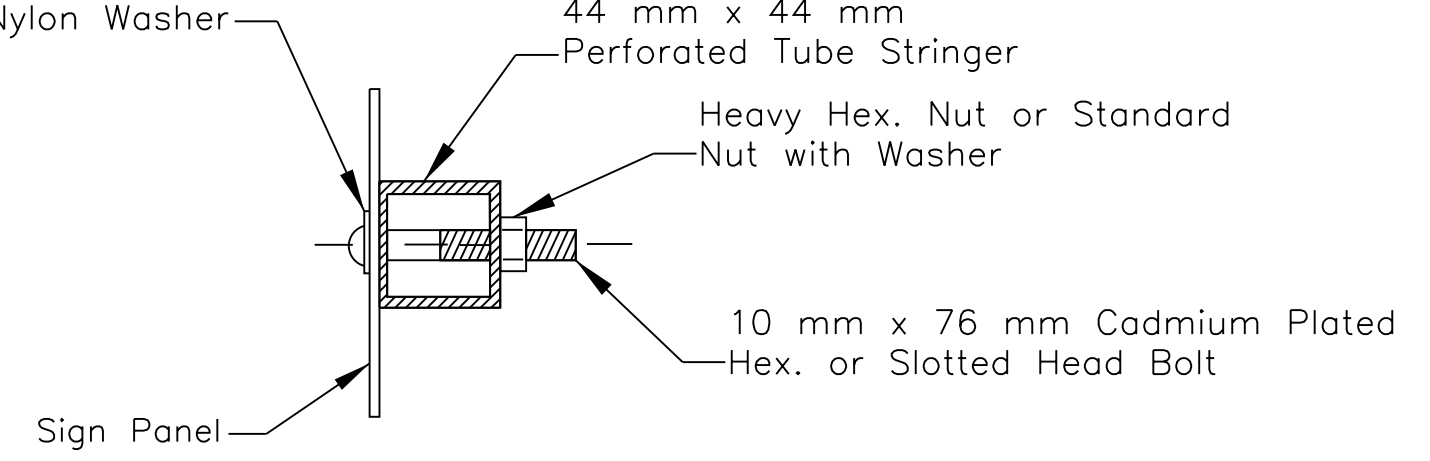 Nylon Washer
44 mm x 44 mm
Perforated Tube Stringer
Heavy Hex. Nut or Standard
Nut with Washer
10 mm x 76 mm Cadmium Plated
Hex. or Slotted Head Bolt
Sign Panel